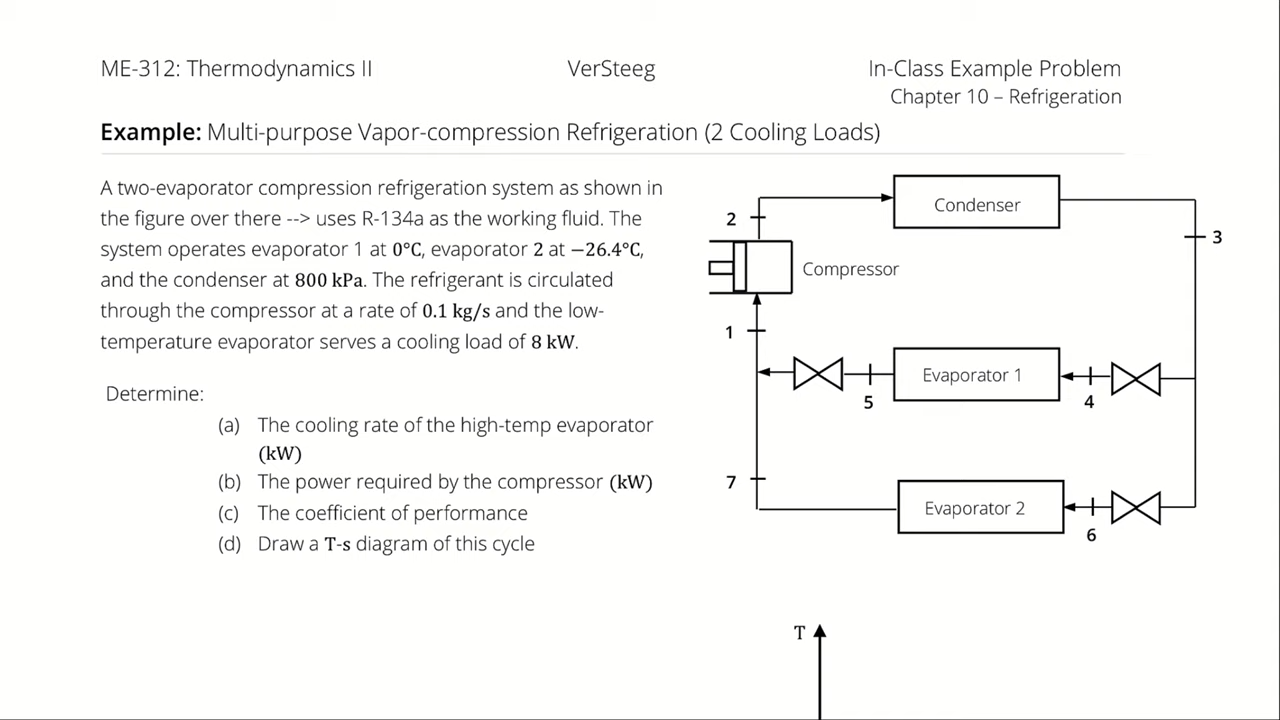 ME-312: Thermodynamics II
VerSteeg
In-Class Example Problem
Chapter 10 – Refrigeration
Example: Multi-purpose Vapor-compression Refrigeration (2 Cooling Loads)
A two-evaporator compression refrigeration system as shown in
the figure over there --> uses R-134a as the working fluid. The
system operates evaporator 1 at 0°C, evaporator 2 at −26.4°C,
and the condenser at 800 kPa. The refrigerant is circulated
through the compressor at a rate of 0.1 kg/s and the low-
temperature evaporator serves a cooling load of 8 kW.
Determine:
(a) The cooling rate of the high-temp evaporator
(kW)
(b) The power required by the compressor (kW)
(c) The coefficient of performance
(d) Draw a T-s diagram of this cycle
Condenser
2
3
Compressor
1
Evaporator 1
5
4
7
Evaporator 2
6
T